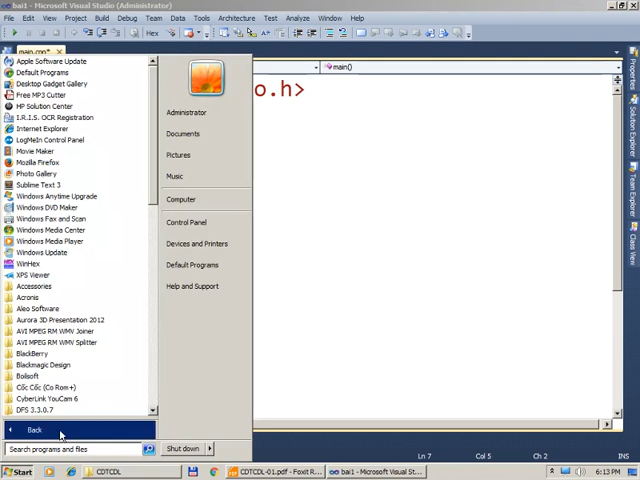 bai1 - Microsoft Visual Studio (Administrator)
File Edit View Project Build Debug Team Data Tools Architecture Test Analyze Window Help
Hex
main.cpp*
main()
o.h>
Apple Software Update
Default Programs
Desktop Gadget Gallery
Free MP3 Cutter
HP Solution Center
I.R.I.S. OCR Registration
Internet Explorer
LogMeIn Control Panel
Movie Maker
Mozilla Firefox
Photo Gallery
Sublime Text 3
Windows Anytime Upgrade
Windows DVD Maker
Windows Fax and Scan
Windows Media Center
Windows Media Player
Windows Update
WinHex
XPS Viewer
Accessories
Acronis
Aleo Software
Aurora 3D Presentation 2012
AVI MPEG RM WMV Joiner
AVI MPEG RM WMV Splitter
BlackBerry
Blackmagic Design
Boilsoft
Cốc Cốc (Co Rom+)
CyberLink YouCam 6
DFS 3.3.0.7
Back
Search programs and files
Administrator
Documents
Pictures
Music
Computer
Control Panel
Devices and Printers
Default Programs
Help and Support
Shut down
Properties
Solution Explorer
Team Explorer
Class View
Ln 7 Col 5 Ch 2 INS
Start CDTCDL CDTCDL-01.pdf - Foxit R... bai1 - Microsoft Visual St... 6:13 PM